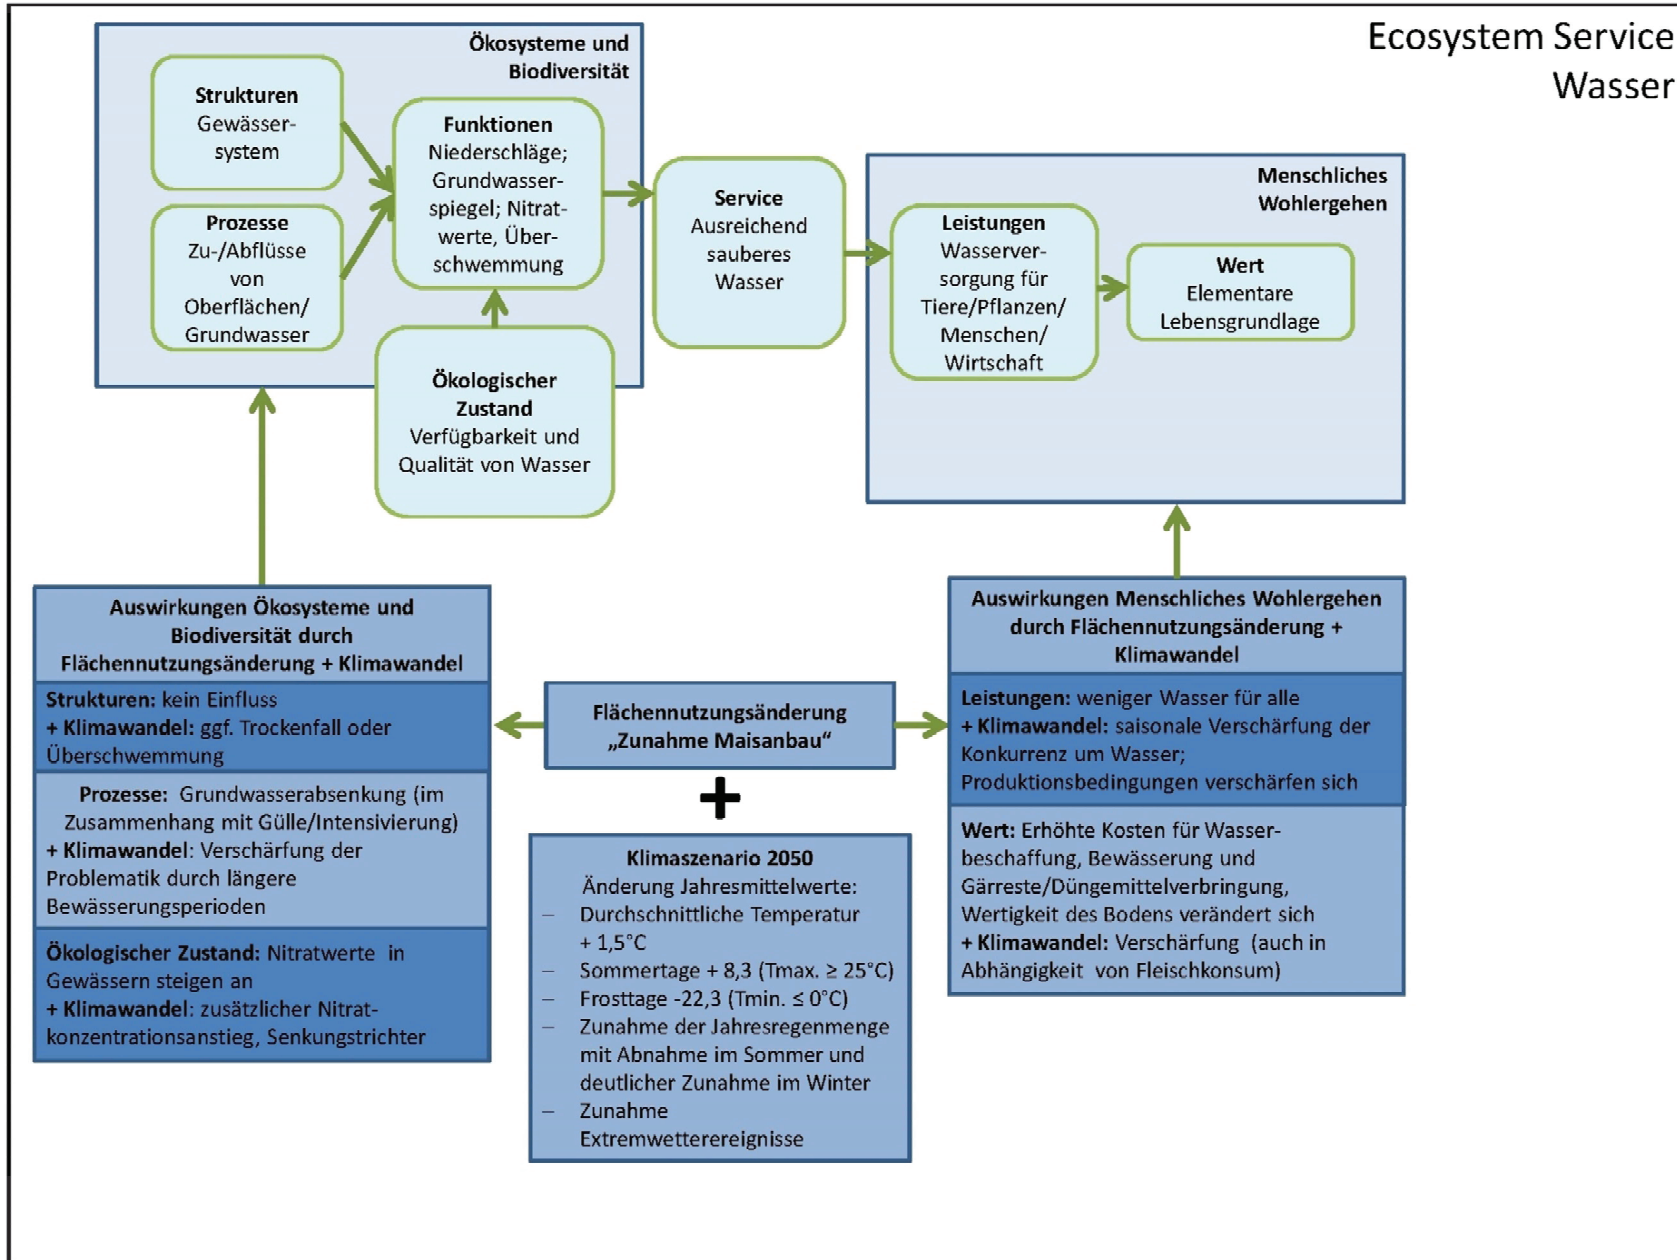 Ecosystem Service
Wasser
Ökosysteme und
Biodiversität
Strukturen
Gewässer-
system
Prozesse
Zu-/Abflüsse
von
Oberflächen/
Grundwasser
Funktionen
Niederschläge;
Grundwasser-
spiegel; Nitrat-
werte, Über-
schwemmung
Ökologischer
Zustand
Verfügbarkeit und
Qualität von Wasser
Service
Ausreichend
sauberes
Wasser
Menschliches
Wohlergehen
Leistungen
Wasserver-
sorgung für
Tiere/Pflanzen/
Menschen/
Wirtschaft
Wert
Elementare
Lebensgrundlage
Auswirkungen Ökosysteme und
Biodiversität durch
Flächennutzungsänderung + Klimawandel
Strukturen: kein Einfluss
+ Klimawandel: ggf. Trockenfall oder
Überschwemmung
Prozesse: Grundwasserabsenkung (im
Zusammenhang mit Gülle/Intensivierung)
+ Klimawandel: Verschärfung der
Problematik durch längere
Bewässerungsperioden
Ökologischer Zustand: Nitratwerte in
Gewässern steigen an
+ Klimawandel: zusätzlicher Nitrat-
konzentrationsanstieg, Senkungstrichter
Flächennutzungsänderung
„Zunahme Maisanbau“
+
Klimaszenario 2050
Änderung Jahresmittelwerte:
– Durchschnittliche Temperatur
+ 1,5°C
– Sommertage + 8,3 (Tmax. ≥ 25°C)
– Frosttage -22,3 (Tmin. ≤ 0°C)
– Zunahme der Jahresregenmenge
mit Abnahme im Sommer und
deutlicher Zunahme im Winter
– Zunahme
Extremwetterereignisse
Auswirkungen Menschliches Wohlergehen
durch Flächennutzungsänderung +
Klimawandel
Leistungen: weniger Wasser für alle
+ Klimawandel: saisonale Verschärfung der
Konkurrenz um Wasser;
Produktionsbedingungen verschärfen sich
Wert: Erhöhte Kosten für Wasser-
beschaffung, Bewässerung und
Gärreste/Düngemittelverbringung,
Wertigkeit des Bodens verändert sich
+ Klimawandel: Verschärfung (auch in
Abhängigkeit von Fleischkonsum)